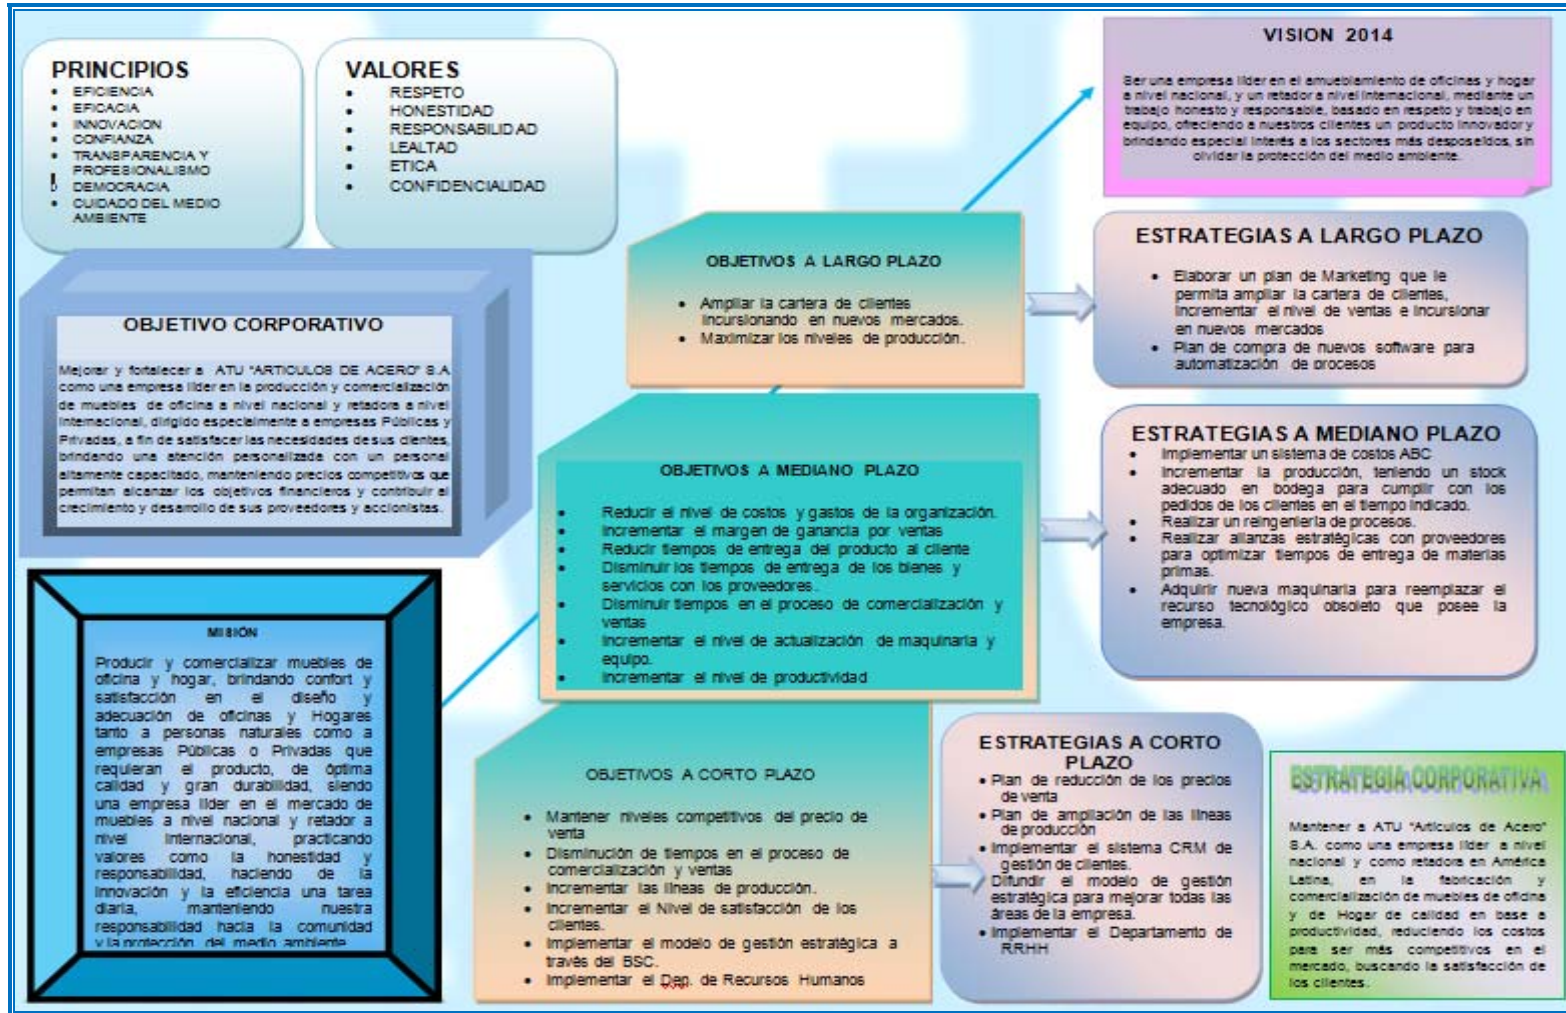 PRINCIPIOS
• EFICIENCIA
• EFICACIA
• INNOVACION
• CONFIANZA
• TRANSPARENCIA Y
PROFESIONALISMO
• DEMOCRACIA
• CUIDADO DEL MEDIO
AMBIENTE
VALORES
• RESPETO
• HONESTIDAD
• RESPONSABILIDAD
• LEALTAD
• ETICA
• CONFIDENCIALIDAD
VISION 2014
Ser una empresa líder en el amueblamiento de oficinas y hogar
a nivel nacional, y un retador a nivel internacional, mediante un
trabajo honesto y responsable, basado en respeto y trabajo en
equipo, ofreciendo a nuestros clientes un producto innovador y
brindando especial interés a los sectores más desposeídos, sin
olvidar la protección del medio ambiente.
OBJETIVO CORPORATIVO
Mejorar y fortalecer a ATU "ARTICULOS DE ACERO" S.A
como una empresa líder en la producción y comercialización
de muebles de oficina a nivel nacional y retadora a nivel
internacional, dirigido especialmente a empresas Públicas y
Privadas, a fin de satisfacer las necesidades de sus clientes,
brindando una atención personalizada con un personal
altamente capacitado, manteniendo precios competitivos que
permitan alcanzar los objetivos financieros y contribuir al
crecimiento y desarrollo de sus proveedores y accionistas.
OBJETIVOS A LARGO PLAZO
• Ampliar la cartera de clientes
incursionando en nuevos mercados.
• Maximizar los niveles de producción.
ESTRATEGIAS A LARGO PLAZO
• Elaborar un plan de Marketing que le
permita ampliar la cartera de clientes,
incrementar el nivel de ventas e incursionar
en nuevos mercados
• Plan de compra de nuevos software para
automatización de procesos
OBJETIVOS A MEDIANO PLAZO
• Reducir el nivel de costos y gastos de la organización.
• Incrementar el margen de ganancia por ventas
• Reducir tiempos de entrega del producto al cliente
• Disminuir los tiempos de entrega de los bienes y
servicios con los proveedores.
• Disminuir tiempos en el proceso de comercialización y
ventas
• Incrementar el nivel de actualización de maquinaria y
equipo.
• Incrementar el nivel de productividad
ESTRATEGIAS A MEDIANO PLAZO
• Implementar un sistema de costos ABC
• Incrementar la producción, teniendo un stock
adecuado en bodega para cumplir con los
pedidos de los clientes en el tiempo indicado.
• Realizar un reingeniería de procesos.
• Realizar alianzas estratégicas con proveedores
para optimizar tiempos de entrega de materias
primas.
• Adquirir nueva maquinaria para reemplazar el
recurso tecnológico obsoleto que posee la
empresa.
MISIÓN
Producir y comercializar muebles de
oficina y hogar, brindando confort y
satisfacción en el diseño y
adecuación de oficinas y Hogares
tanto a personas naturales como a
empresas Públicas o Privadas que
requieran el producto, de óptima
calidad y gran durabilidad, siendo
una empresa líder en el mercado de
muebles a nivel nacional y retador a
nivel internacional, practicando
valores como la honestidad y
responsabilidad, haciendo de la
innovación y la eficiencia una tarea
diaria, manteniendo nuestra
responsabilidad hacia la comunidad
y la protección del medio ambiente
OBJETIVOS A CORTO PLAZO
• Mantener niveles competitivos del precio de
venta
• Disminución de tiempos en el proceso de
comercialización y ventas
• Incrementar las líneas de producción.
• Incrementar el Nivel de satisfacción de los
clientes.
• Implementar el modelo de gestión estratégica a
través del BSC.
• Implementar el Dep. de Recursos Humanos
ESTRATEGIAS A CORTO
PLAZO
• Plan de reducción de los precios
de venta
• Plan de ampliación de las líneas
de producción
• Implementar el sistema CRM de
gestión de clientes.
• Difundir el modelo de gestión
estratégica para mejorar todas las
áreas de la empresa.
• Implementar el Departamento de
RRHH
ESTRATEGIA CORPORATIVA
Mantener a ATU "Artículos de Acero"
S.A. como una empresa líder a nivel
nacional y como retadora en América
Latina, en la fabricación y
comercialización de muebles de oficina
y de Hogar de calidad en base a
productividad, reduciendo los costos
para ser más competitivos en el
mercado, buscando la satisfacción de
los clientes.